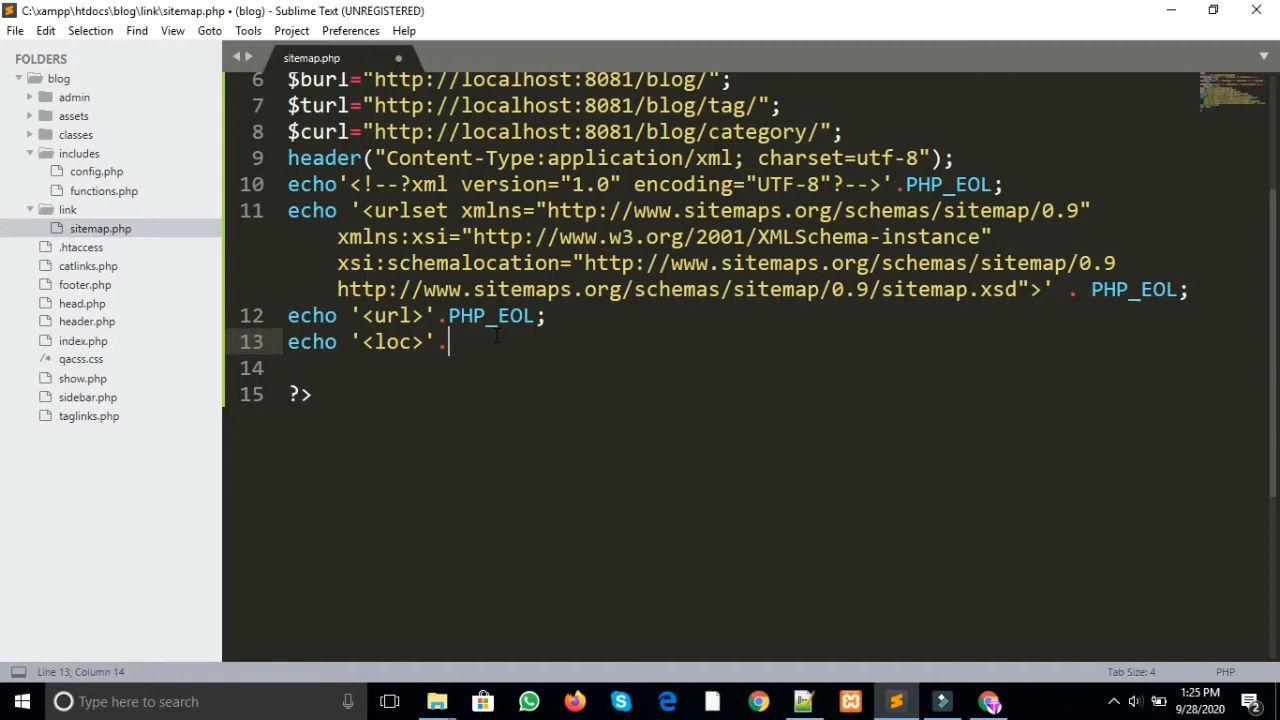 C:\xampp\htdocs\blog\link\sitemap.php • (blog) - Sublime Text (UNREGISTERED)
File Edit Selection Find View Goto Tools Project Preferences Help
FOLDERS
blog
admin
assets
classes
includes
config.php
functions.php
link
sitemap.php
.htaccess
catlinks.php
footer.php
head.php
header.php
index.php
/* qacss.css
show.php
sidebar.php
taglinks.php
sitemap.php
6 $burl="http://localhost:8081/blog/";
7 $turl="http://localhost:8081/blog/tag/";
8 $curl="http://localhost:8081/blog/category/";
9 header("Content-Type:application/xml; charset=utf-8");
10 echo'<!--?xml version="1.0" encoding="UTF-8"?-->'.PHP_EOL;
11 echo '<urlset xmlns="http://www.sitemaps.org/schemas/sitemap/0.9"
xmlns:xsi="http://www.w3.org/2001/XMLSchema-instance"
xsi:schemalocation="http://www.sitemaps.org/schemas/sitemap/0.9
http://www.sitemaps.org/schemas/sitemap/0.9/sitemap.xsd">' . PHP_EOL;
12 echo '<url>'.PHP_EOL;
13 echo '<loc>'.
14
15 ?>
Line 13, Column 14
Tab Size: 4 PHP
Type here to search
1:25 PM
9/28/2020
2